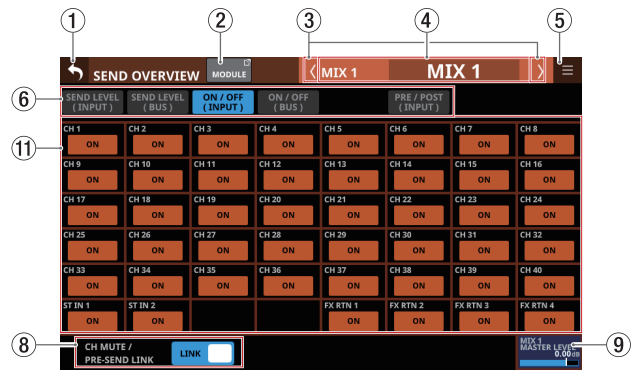 ① ② ③ ④ ⑤
SEND OVERVIEW MODULE MIX 1 MIX 1
⑥
SEND LEVEL SEND LEVEL ON / OFF ON / OFF PRE / POST
( INPUT ) ( BUS ) ( INPUT ) ( BUS ) ( INPUT )
⑪
CH 1 CH 2 CH 3 CH 4 CH 5 CH 6 CH 7 CH 8
ON ON ON ON ON ON ON ON
CH 9 CH 10 CH 11 CH 12 CH 13 CH 14 CH 15 CH 16
ON ON ON ON ON ON ON ON
CH 17 CH 18 CH 19 CH 20 CH 21 CH 22 CH 23 CH 24
ON ON ON ON ON ON ON ON
CH 25 CH 26 CH 27 CH 28 CH 29 CH 30 CH 31 CH 32
ON ON ON ON ON ON ON ON
CH 33 CH 34 CH 35 CH 36 CH 37 CH 38 CH 39 CH 40
ON ON ON ON ON ON ON ON
ST IN 1 ST IN 2 FX RTN 1 FX RTN 2 FX RTN 3 FX RTN 4
ON ON ON ON ON ON
⑧
CH MUTE /
PRE-SEND LINK LINK
MIX 1
MASTER LEVEL
0.00 dB
⑨